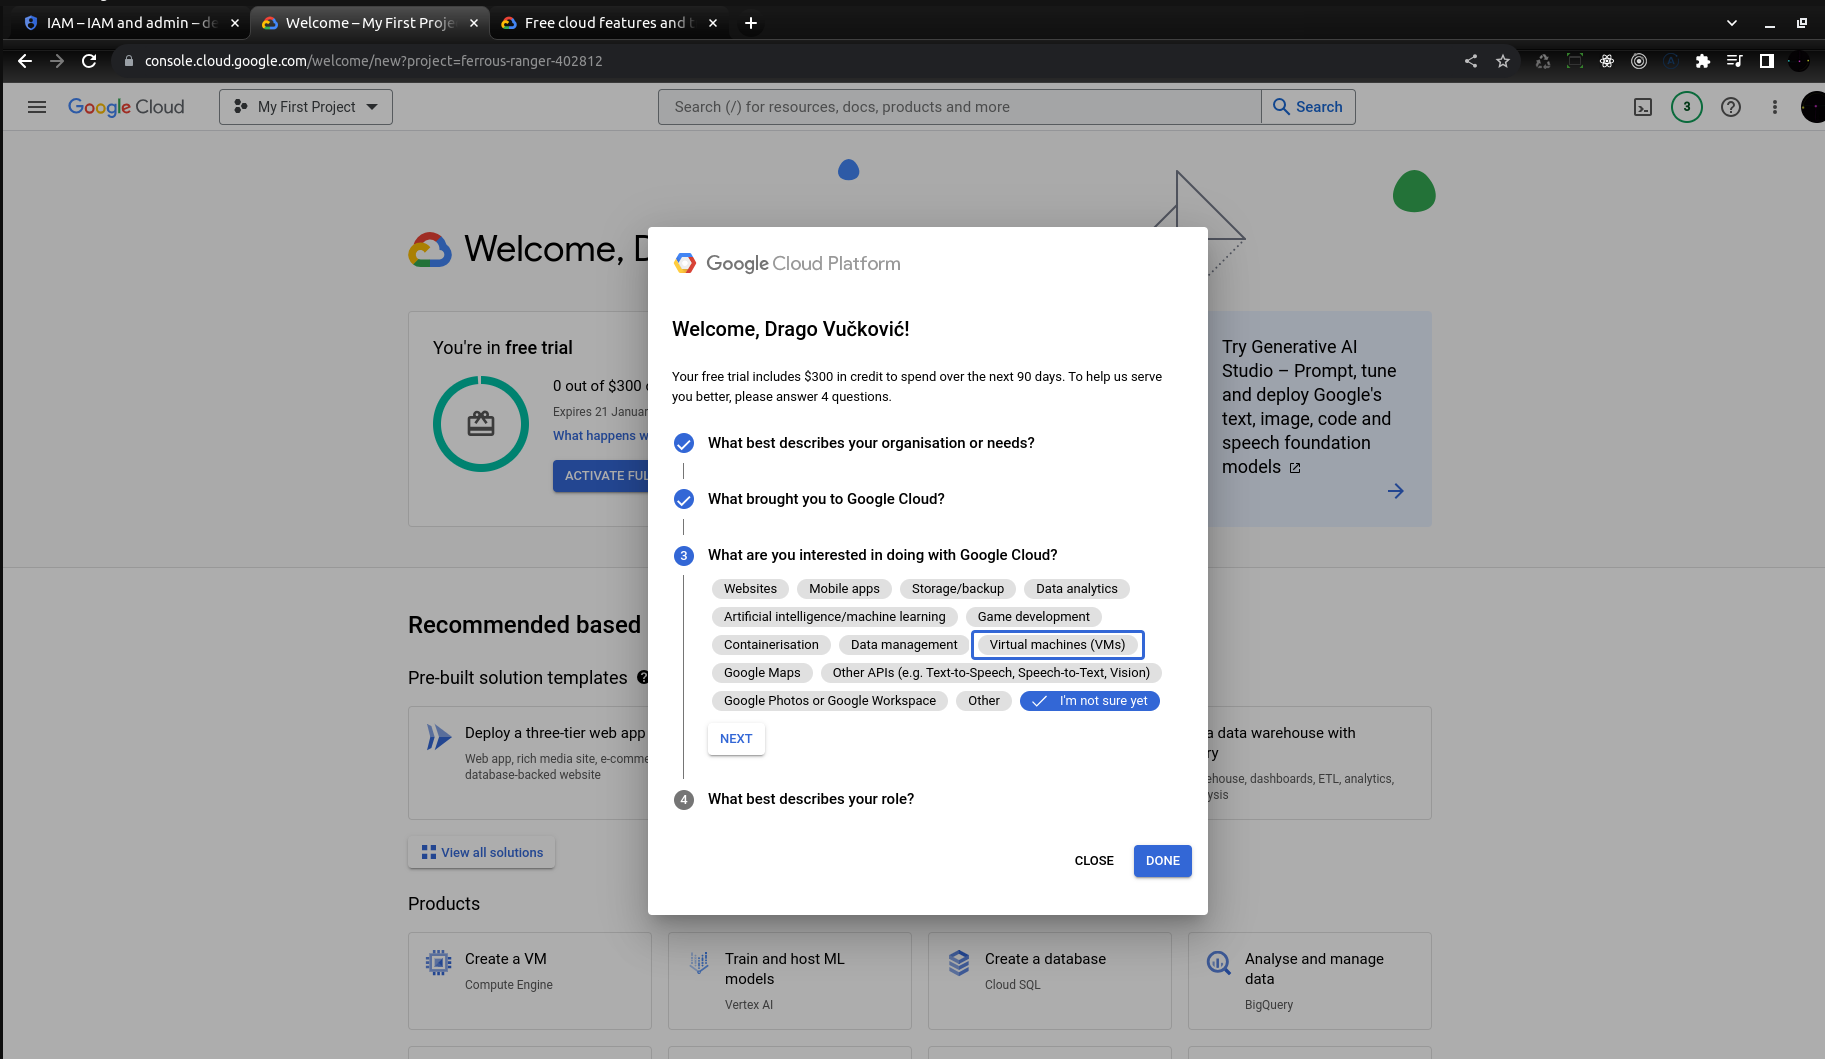 IAM – IAM and admin – de
Welcome – My First Proje
Free cloud features and t
console.cloud.google.com/welcome/new?project=ferrous-ranger-402812
Google Cloud
My First Project
Search (/) for resources, docs, products and more
Search
3
Welcome, D
You're in free trial
0 out of $300 c
Expires 21 Januar
What happens w
ACTIVATE FUL
Try Generative AI
Studio – Prompt, tune
and deploy Google's
text, image, code and
speech foundation
models
Google Cloud Platform
Welcome, Drago Vučković!
Your free trial includes $300 in credit to spend over the next 90 days. To help us serve
you better, please answer 4 questions.
What best describes your organisation or needs?
What brought you to Google Cloud?
3 What are you interested in doing with Google Cloud?
Websites Mobile apps Storage/backup Data analytics
Artificial intelligence/machine learning Game development
Containerisation Data management Virtual machines (VMs)
Google Maps Other APIs (e.g. Text-to-Speech, Speech-to-Text, Vision)
Google Photos or Google Workspace Other I'm not sure yet
NEXT
4 What best describes your role?
CLOSE DONE
Recommended based
Pre-built solution templates
Deploy a three-tier web app
Web app, rich media site, e-comme
database-backed website
a data warehouse with
ry
ehouse, dashboards, ETL, analytics,
ysis
View all solutions
Products
Create a VM
Compute Engine
Train and host ML
models
Vertex AI
Create a database
Cloud SQL
Analyse and manage
data
BigQuery